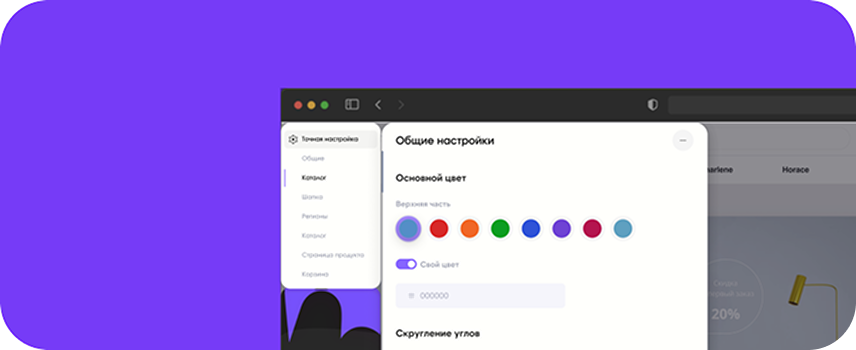 Точная настройка
Общие
Каталог
Шапка
Регионы
Каталог
Страница продукта
Корзина
Общие настройки
Основной цвет
Верхняя часть
Свой цвет
000000
Скругление углов
Horace
Скидка
20%